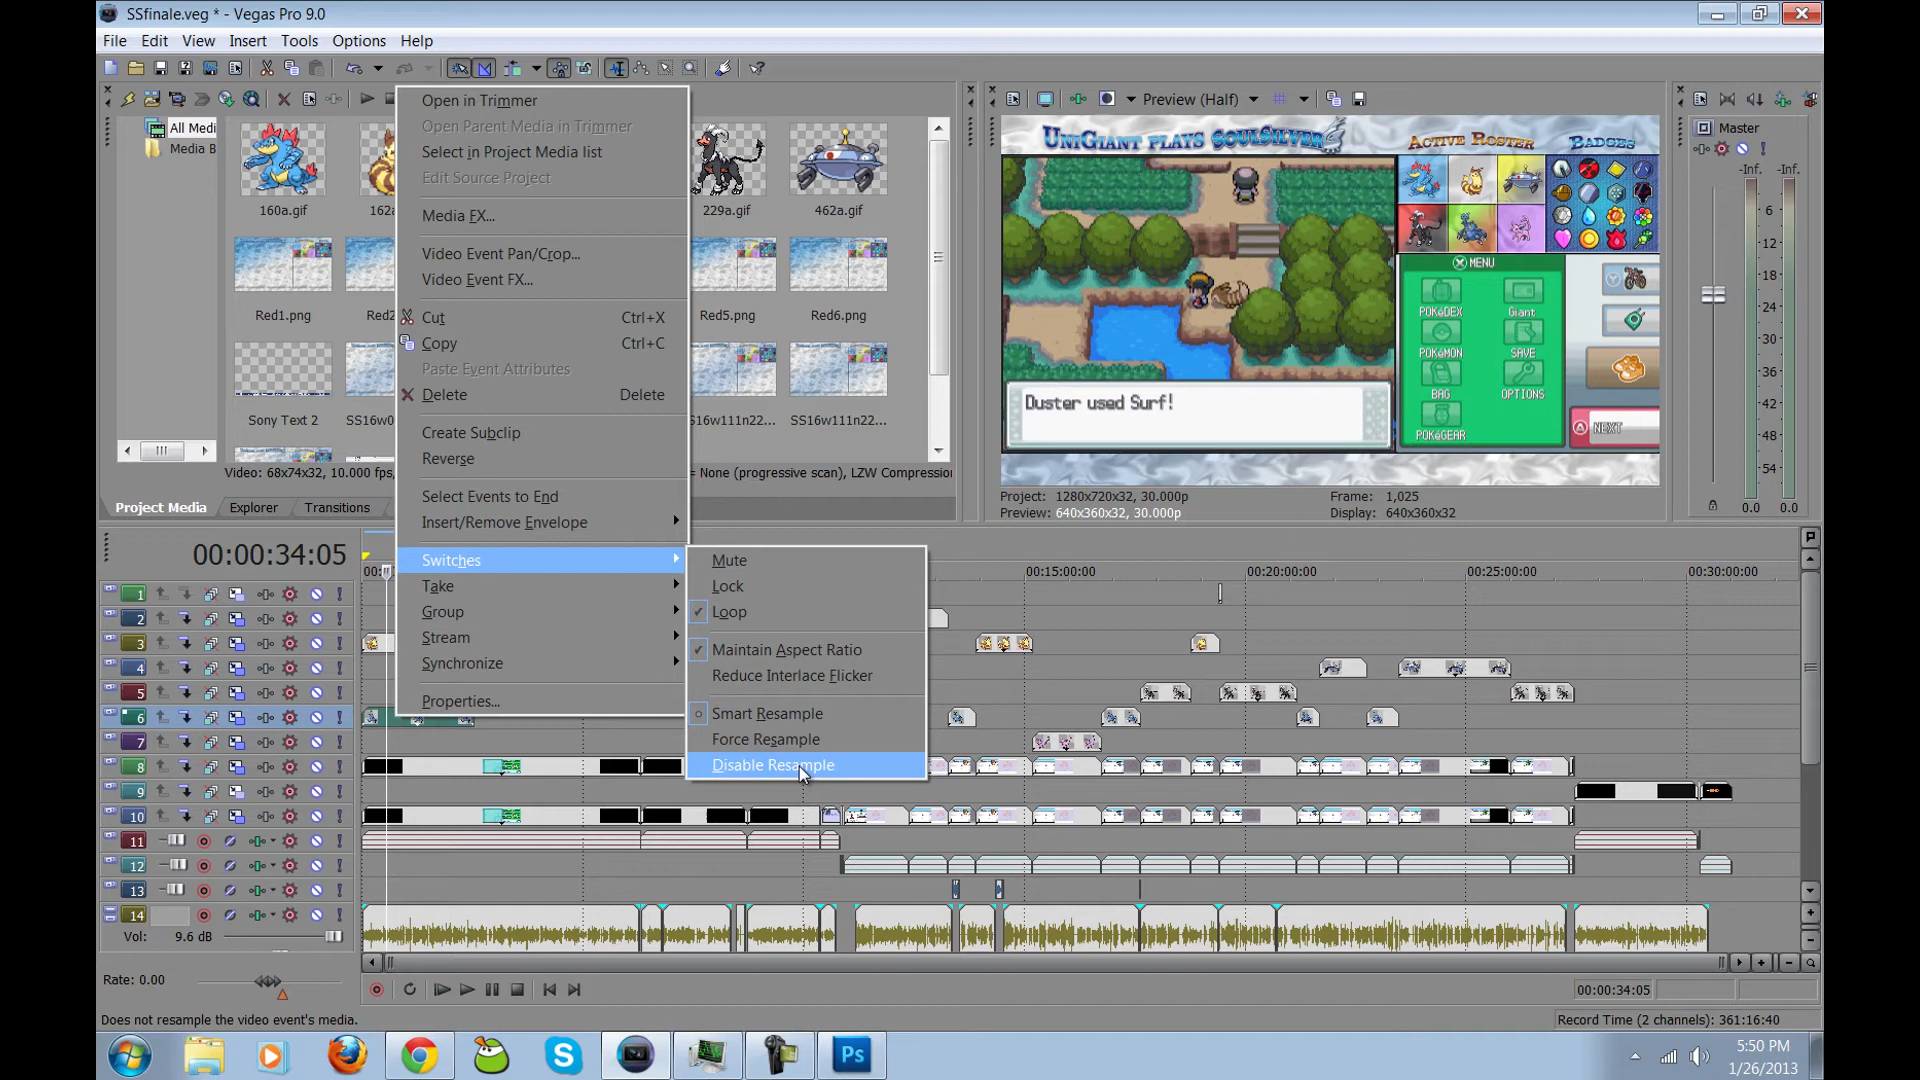 SSfinale.veg * - Vegas Pro 9.0
File Edit View Insert Tools Options Help
Preview (Half)
All Medi
Media B
160a.gif
162a
229a.gif
462a.gif
Red1.png
Red2
Red5.png
Red6.png
Sony Text 2
SS16w0
SS16w111n22...
SS16w111n22...
Video: 68x74x32, 10.000 fps,
= None (progressive scan), LZW Compression
Project Media
Explorer
Transitions
Open in Trimmer
Open Parent Media in Trimmer
Select in Project Media list
Edit Source Project
Media FX...
Video Event Pan/Crop...
Video Event FX...
Cut Ctrl+X
Copy Ctrl+C
Paste Event Attributes
Delete Delete
Create Subclip
Reverse
Select Events to End
Insert/Remove Envelope
Switches
Take
Group
Stream
Synchronize
Properties...
Mute
Lock
Loop
Maintain Aspect Ratio
Reduce Interlace Flicker
Smart Resample
Force Resample
Disable Resample
UniGiant plays SoulSilver
Active Roster
Badges
MENU
POKéDEX
Giant
POKéMON
SAVE
BAG
OPTIONS
POKéGEAR
NEXT
Duster used Surf!
Project: 1280x720x32, 30.000p
Preview: 640x360x32, 30.000p
Frame: 1,025
Display: 640x360x32
Master
-Inf. -Inf.
6
12
18
24
30
36
42
48
54
0.0 0.0
00:00:34:05
00:15:00:00
00:20:00:00
00:25:00:00
00:30:00:00
1
2
3
4
5
6
7
8
9
10
11
12
13
14
Vol: 9.6 dB
Rate: 0.00
00:00:34:05
Does not resample the video event's media.
Record Time (2 channels): 361:16:40
Ps
5:50 PM
1/26/2013